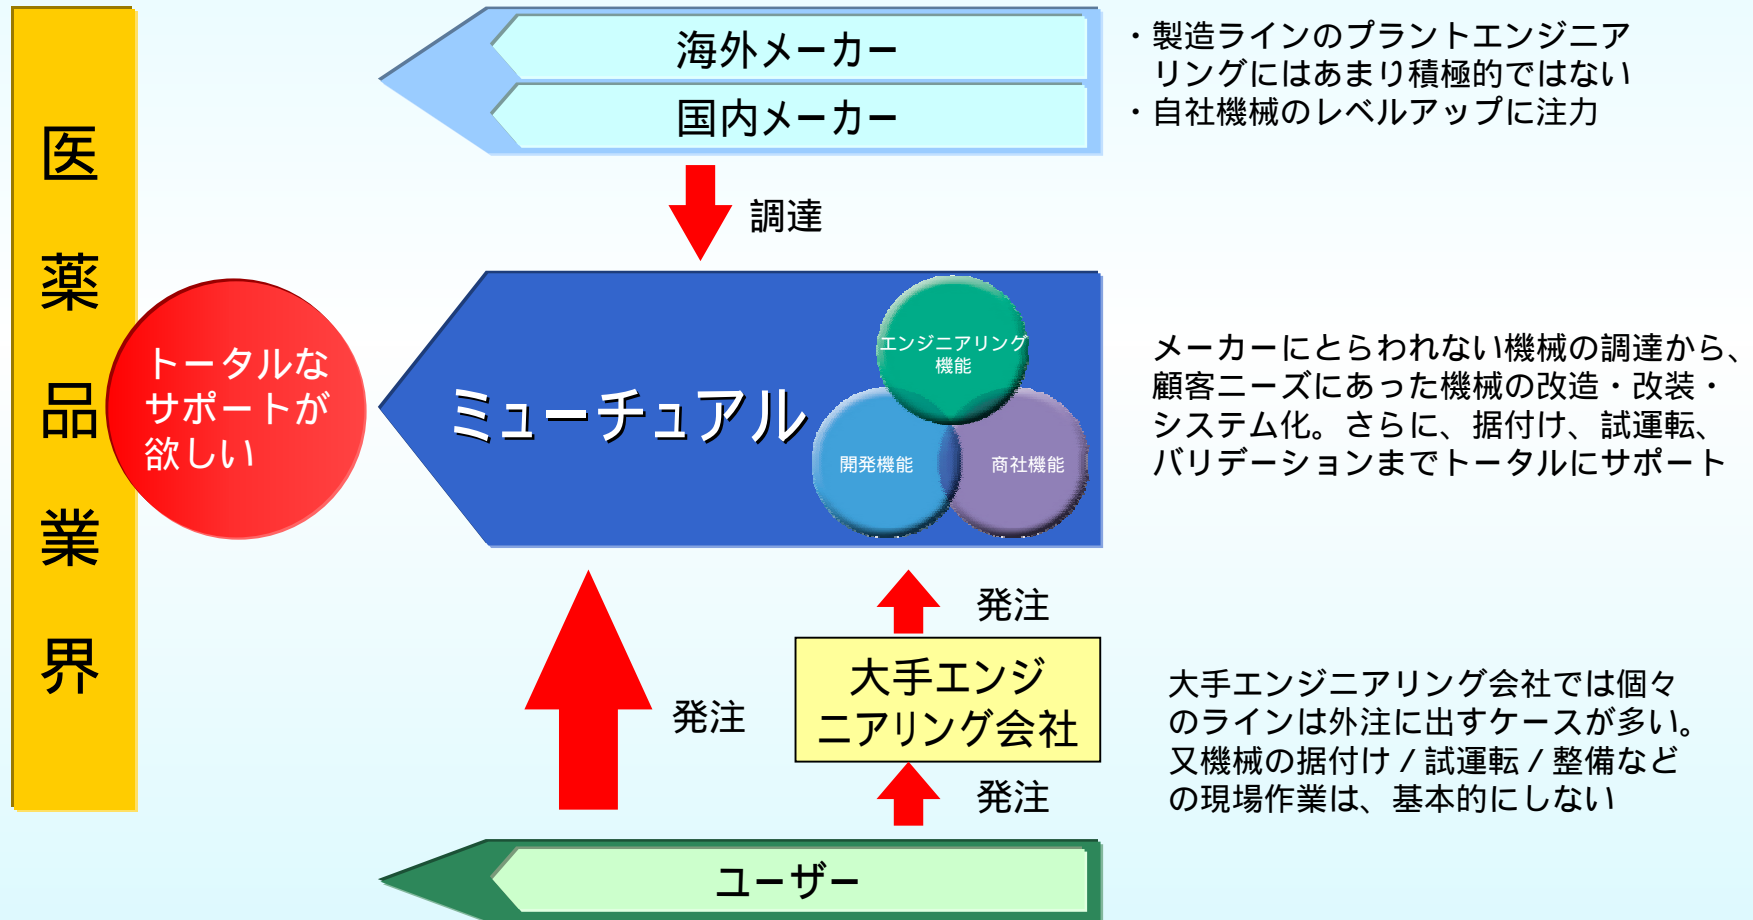 医薬品業界
海外メーカー
国内メーカー
・製造ラインのプラントエンジニア
リングにはあまり積極的ではない
・自社機械のレベルアップに注力
調達
トータルな
サポートが
欲しい
ミューチュアル
エンジニアリング
機能
開発機能
商社機能
メーカーにとらわれない機械の調達から、
顧客ニーズにあった機械の改造・改装・
システム化。さらに、据付け、試運転、
バリデーションまでトータルにサポート
発注
発注
大手エンジ
ニアリング会社
発注
大手エンジニアリング会社では個々
のラインは外注に出すケースが多い。
又機械の据付け / 試運転 / 整備など
の現場作業は、基本的にしない
ユーザー